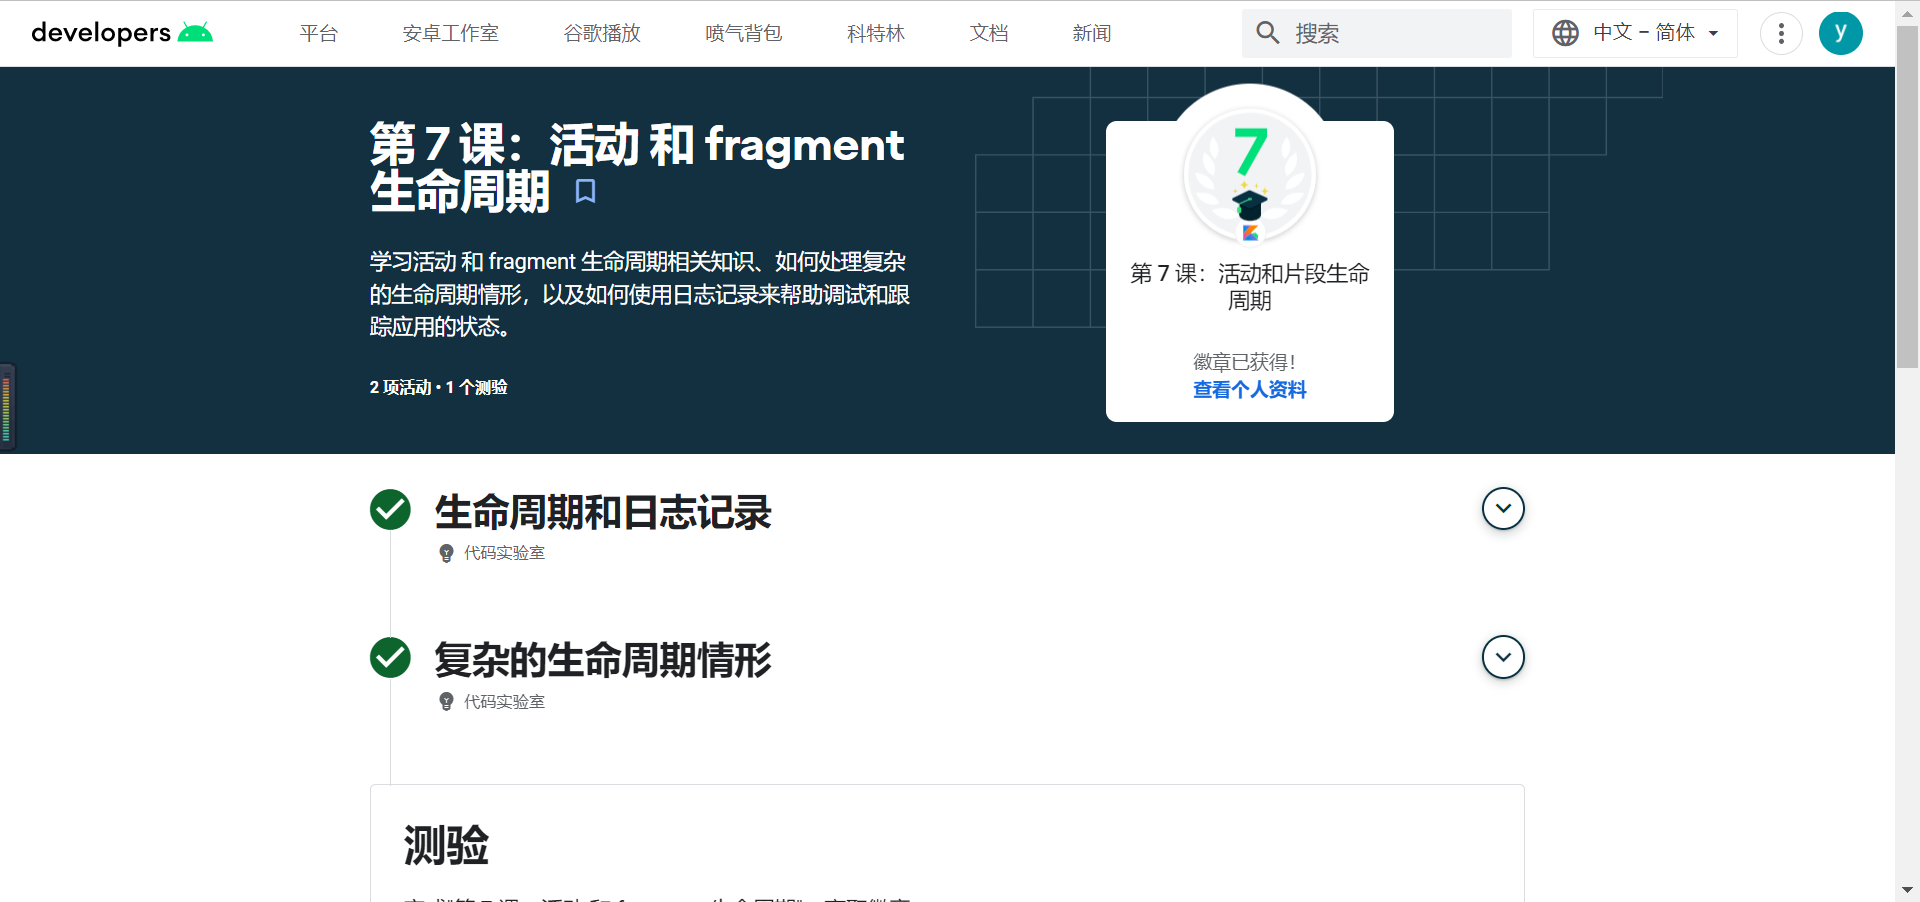 developers
平台 安卓工作室 谷歌播放 喷气背包 科特林 文档 新闻 搜索 中文 – 简体 y
第 7 课：活动 和 fragment
生命周期
学习活动 和 fragment 生命周期相关知识、如何处理复杂
的生命周期情形，以及如何使用日志记录来帮助调试和跟
踪应用的状态。
2 项活动 • 1 个测验
7
第 7 课：活动和片段生命
周期
徽章已获得！
查看个人资料
生命周期和日志记录
代码实验室
复杂的生命周期情形
代码实验室
测验